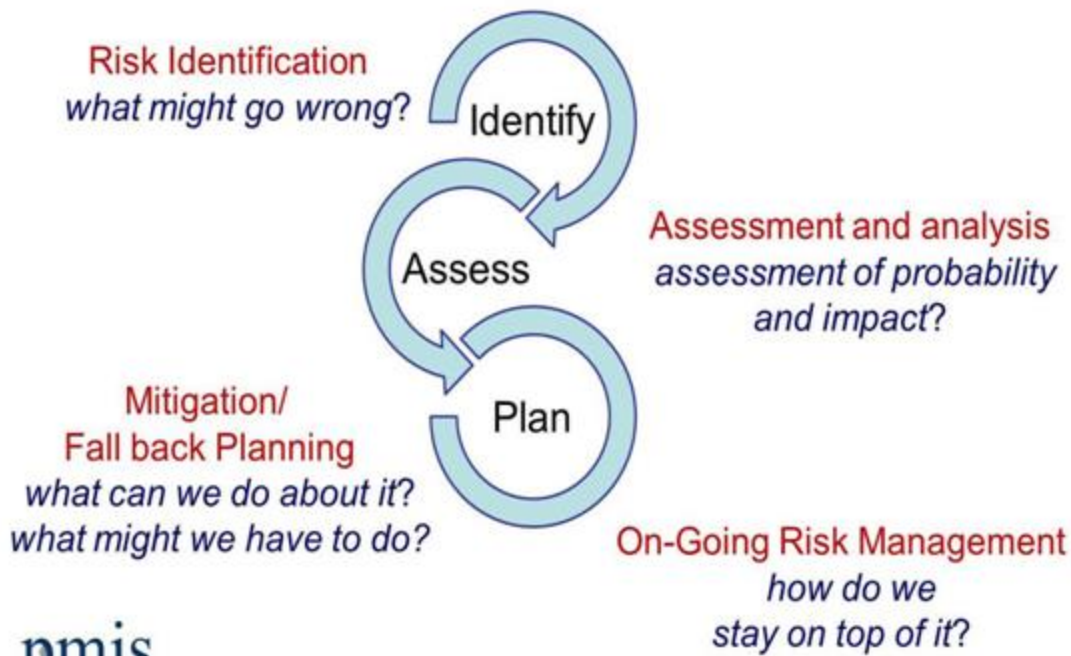 Risk Identification
what might go wrong?
Identify
Assessment and analysis
assessment of probability
and impact?
Assess
Mitigation/
Fall back Planning
what can we do about it?
what might we have to do?
Plan
On-Going Risk Management
how do we
stay on top of it?
pmis